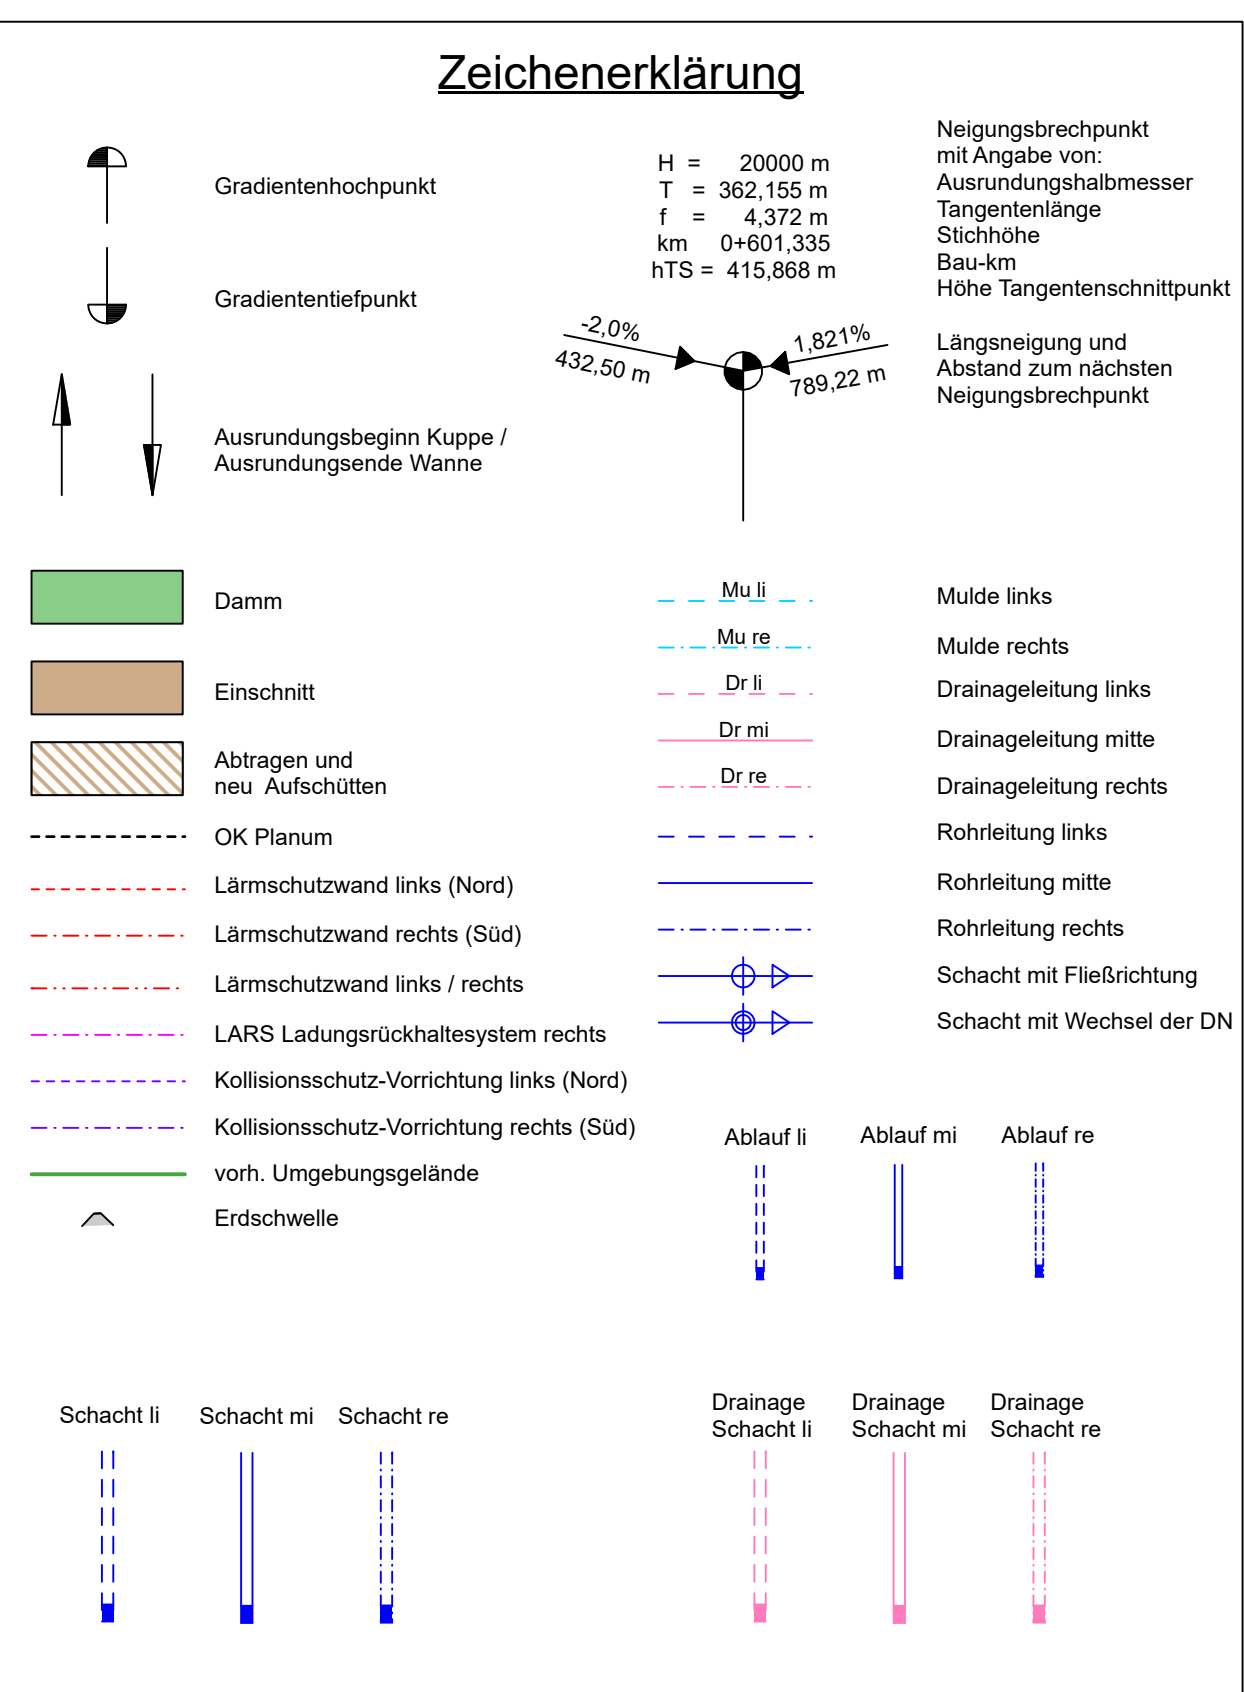 Zeichenerklärung
Gradientenhochpunkt
Gradiententiefpunkt
Ausrundungsbeginn Kuppe /
Ausrundungsende Wanne
H = 20000 m
T = 362,155 m
f = 4,372 m
km 0+601,335
hTS = 415,868 m
Neigungsbrechpunkt
mit Angabe von:
Ausrundungshalbmesser
Tangentenlänge
Stichhöhe
Bau-km
Höhe Tangentenschnittpunkt
-2,0%
432,50 m
1,821%
789,22 m
Längsneigung und
Abstand zum nächsten
Neigungsbrechpunkt
Damm
Einschnitt
Abtragen und
neu Aufschütten
OK Planum
Lärmschutzwand links (Nord)
Lärmschutzwand rechts (Süd)
Lärmschutzwand links / rechts
LARS Ladungsrückhaltesystem rechts
Kollisionsschutz-Vorrichtung links (Nord)
Kollisionsschutz-Vorrichtung rechts (Süd)
vorh. Umgebungsgelände
Erdschwelle
Mu li
Mulde links
Mu re
Mulde rechts
Dr li
Drainageleitung links
Dr mi
Drainageleitung mitte
Dr re
Drainageleitung rechts
Rohrleitung links
Rohrleitung mitte
Rohrleitung rechts
Schacht mit Fließrichtung
Schacht mit Wechsel der DN
Ablauf li
Ablauf mi
Ablauf re
Schacht li
Schacht mi
Schacht re
Drainage
Schacht li
Drainage
Schacht mi
Drainage
Schacht re